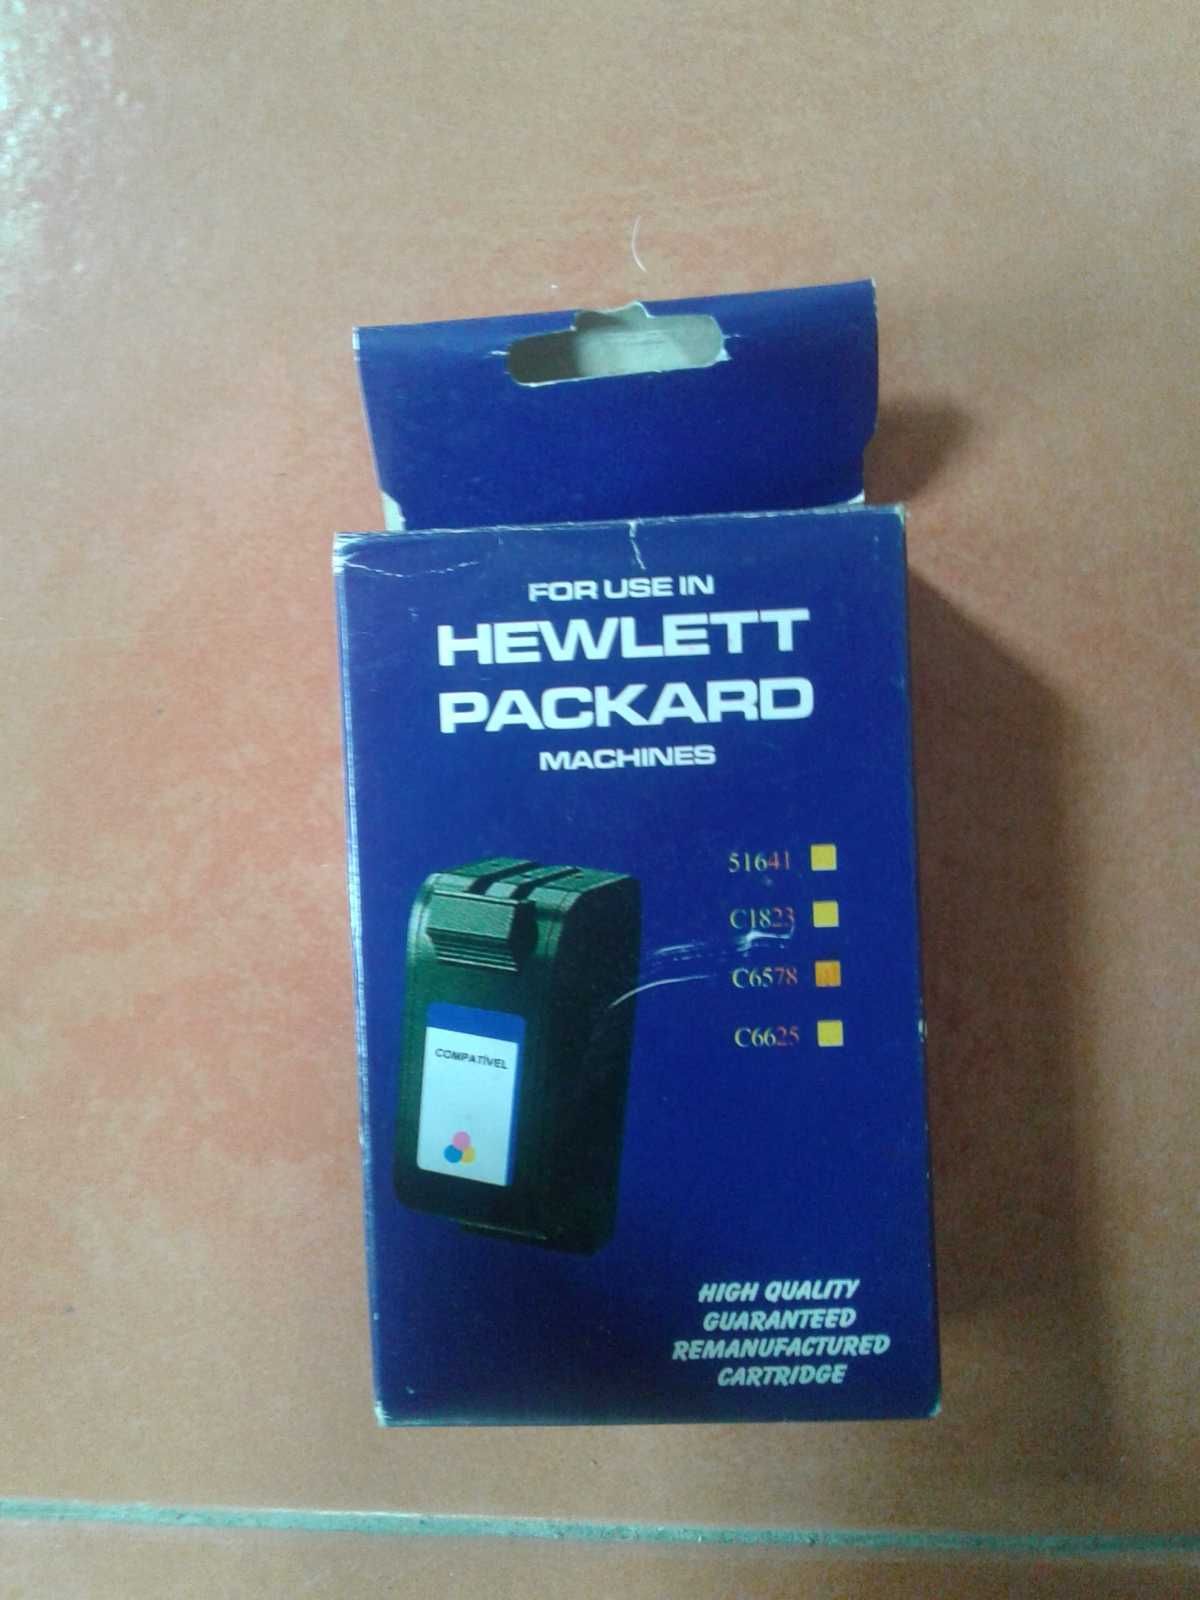 FOR USE IN
HEWLETT
PACKARD
MACHINES
51641
C1823
C6578
C6625
COMPATÍVEL
HIGH QUALITY
GUARANTEED
REMANUFACTURED
CARTRIDGE